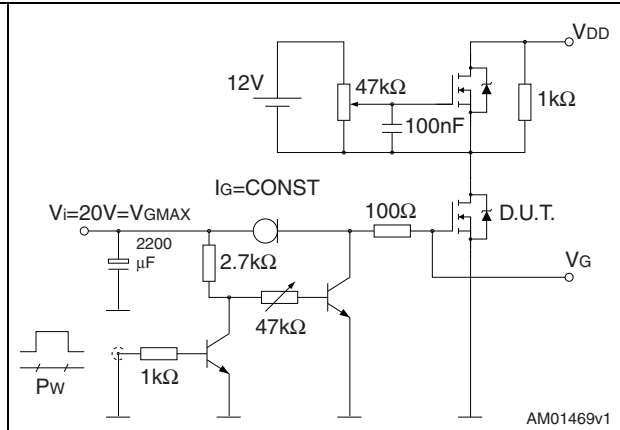 VDD
12V
47kΩ
1kΩ
100nF
IG=CONST
Vi=20V=VGMAX
100Ω
D.U.T.
2200
μF
2.7kΩ
VG
47kΩ
1kΩ
PW
AM01469v1